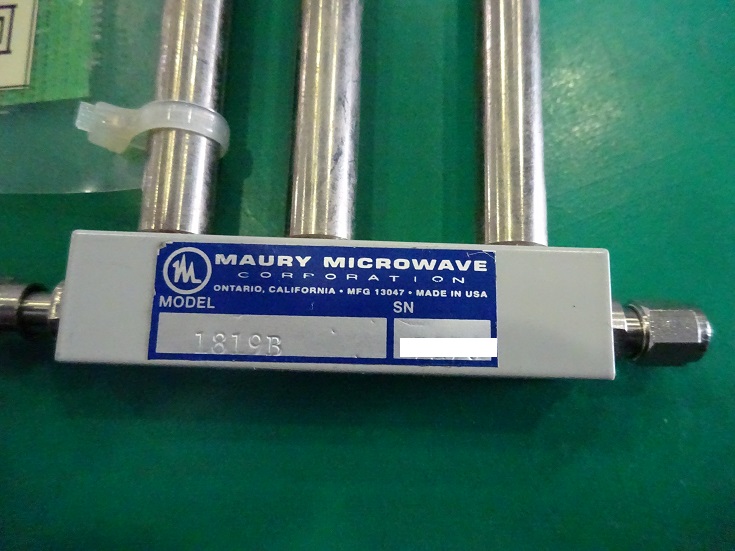 MAURY MICROWAVE
CORPORATION
ONTARIO, CALIFORNIA • MFG 13047 • MADE IN USA
MODEL SN
1819B